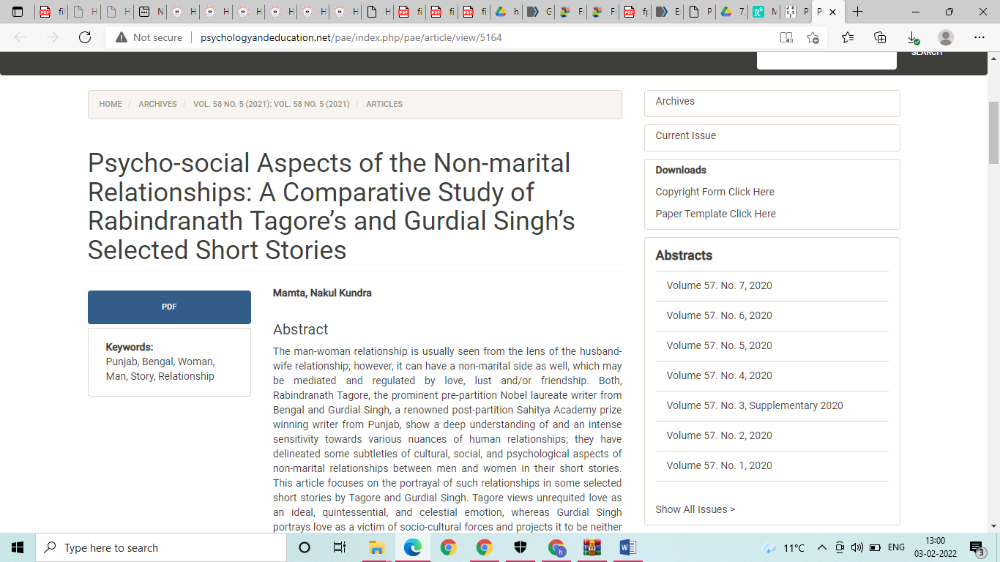 Not secure
psychologyandeducation.net/pae/index.php/pae/article/view/5164
SEARCH
HOME / ARCHIVES / VOL. 58 NO. 5 (2021): VOL. 58 NO. 5 (2021) / ARTICLES
Psycho-social Aspects of the Non-marital
Relationships: A Comparative Study of
Rabindranath Tagore’s and Gurdial Singh’s
Selected Short Stories
PDF
Keywords:
Punjab, Bengal, Woman,
Man, Story, Relationship
Mamta, Nakul Kundra
Abstract
The man-woman relationship is usually seen from the lens of the husband-
wife relationship; however, it can have a non-marital side as well, which may
be mediated and regulated by love, lust and/or friendship. Both,
Rabindranath Tagore, the prominent pre-partition Nobel laureate writer from
Bengal and Gurdial Singh, a renowned post-partition Sahitya Academy prize
winning writer from Punjab, show a deep understanding of and an intense
sensitivity towards various nuances of human relationships; they have
delineated some subtleties of cultural, social, and psychological aspects of
non-marital relationships between men and women in their short stories.
This article focuses on the portrayal of such relationships in some selected
short stories by Tagore and Gurdial Singh. Tagore views unrequited love as
an ideal, quintessential, and celestial emotion, whereas Gurdial Singh
portrays love as a victim of socio-cultural forces and projects it to be neither
Archives
Current Issue
Downloads
Copyright Form Click Here
Paper Template Click Here
Abstracts
Volume 57. No. 7, 2020
Volume 57. No. 6, 2020
Volume 57. No. 5, 2020
Volume 57. No. 4, 2020
Volume 57. No. 3, Supplementary 2020
Volume 57. No. 2, 2020
Volume 57. No. 1, 2020
Show All Issues >
Type here to search
11°C
ENG
13:00
03-02-2022
3